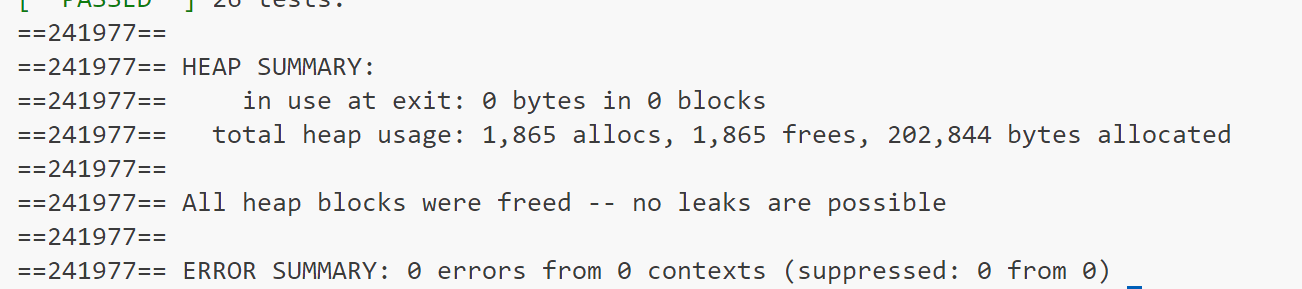 [  PASSED  ] 26 tests.
==241977==
==241977== HEAP SUMMARY:
==241977==     in use at exit: 0 bytes in 0 blocks
==241977==   total heap usage: 1,865 allocs, 1,865 frees, 202,844 bytes allocated
==241977==
==241977== All heap blocks were freed -- no leaks are possible
==241977==
==241977== ERROR SUMMARY: 0 errors from 0 contexts (suppressed: 0 from 0)